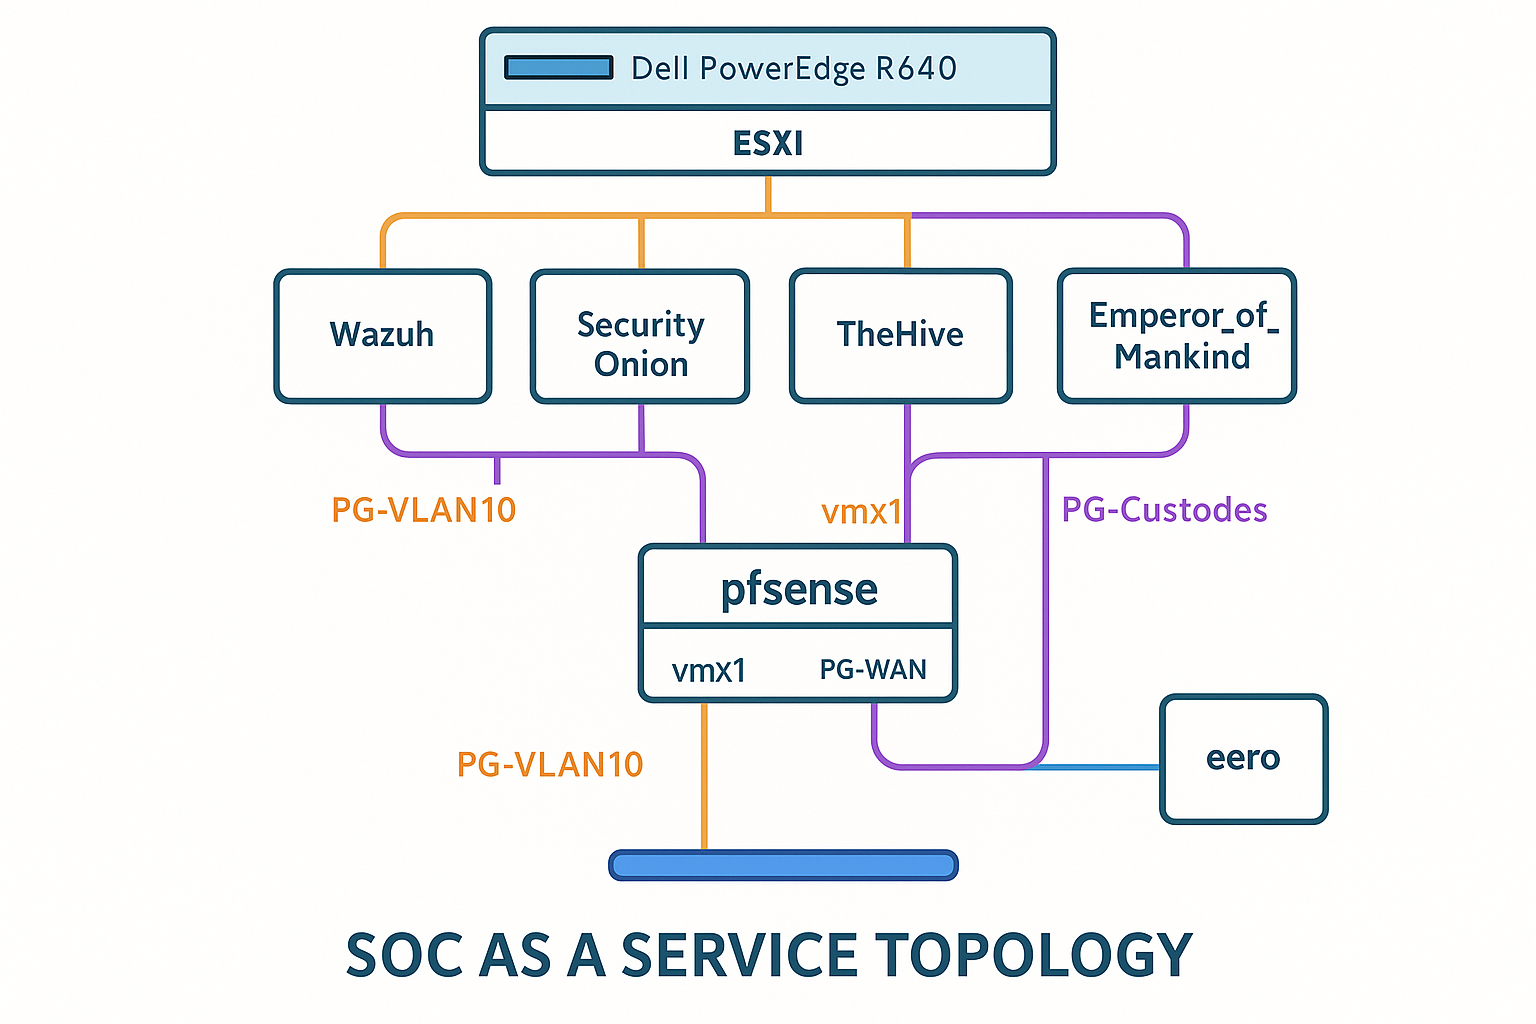 Dell PowerEdge R640
ESXI
Wazuh
Security
Onion
TheHive
Emperor_of_
Mankind
PG-VLAN10
vmx1
PG-Custodes
pfsense
vmx1
PG-WAN
PG-VLAN10
eero
SOC AS A SERVICE TOPOLOGY